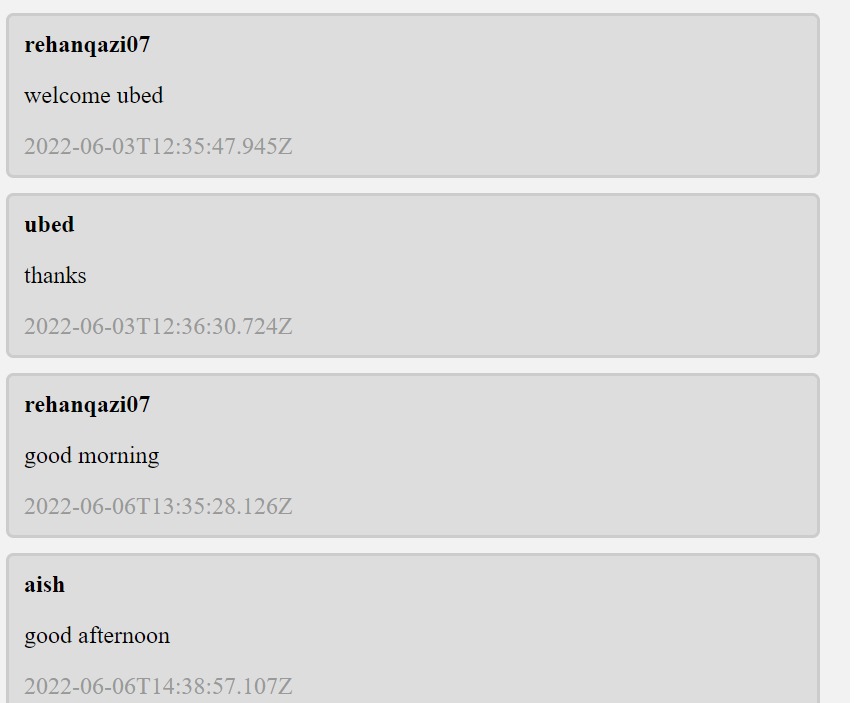 rehanqazi07
welcome ubed
2022-06-03T12:35:47.945Z
ubed
thanks
2022-06-03T12:36:30.724Z
rehanqazi07
good morning
2022-06-06T13:35:28.126Z
aish
good afternoon
2022-06-06T14:38:57.107Z